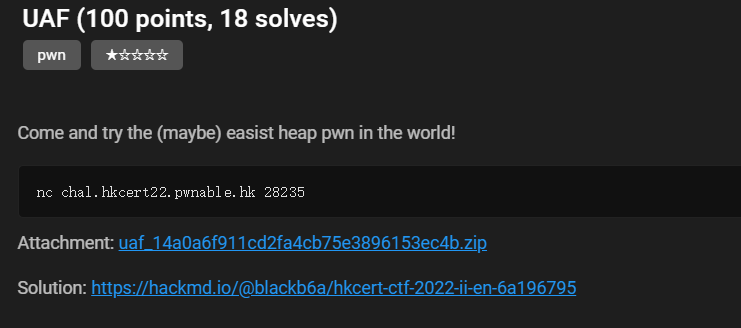 UAF (100 points, 18 solves)
pwn ★☆☆☆☆
Come and try the (maybe) easist heap pwn in the world!
nc chal.hkcert22.pwnable.hk 28235
Attachment: uaf_14a0a6f911cd2fa4cb75e3896153ec4b.zip
Solution: https://hackmd.io/@blackb6a/hkcert-ctf-2022-ii-en-6a196795